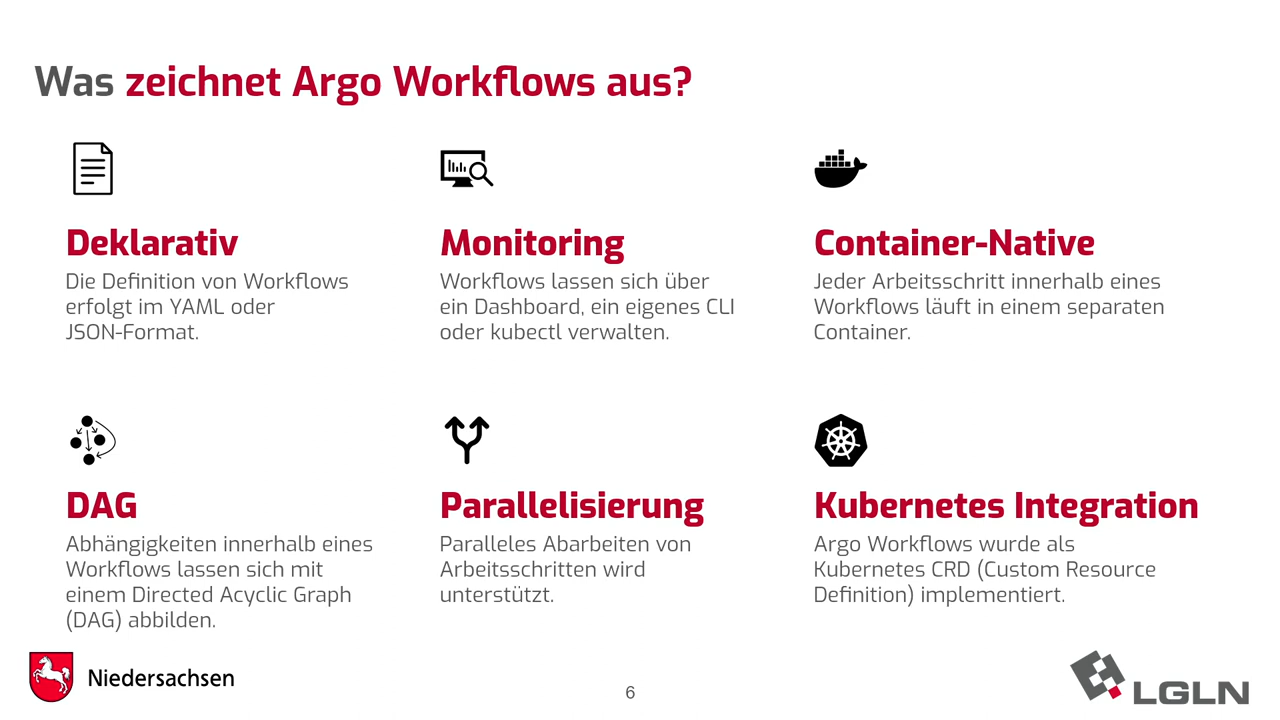 Was zeichnet Argo Workflows aus?
Deklarativ
Die Definition von Workflows
erfolgt im YAML oder
JSON-Format.
Monitoring
Workflows lassen sich über
ein Dashboard, ein eigenes CLI
oder kubectl verwalten.
Container-Native
Jeder Arbeitsschritt innerhalb eines
Workflows läuft in einem separaten
Container.
DAG
Abhängigkeiten innerhalb eines
Workflows lassen sich mit
einem Directed Acyclic Graph
(DAG) abbilden.
Parallelisierung
Paralleles Abarbeiten von
Arbeitsschritten wird
unterstützt.
Kubernetes Integration
Argo Workflows wurde als
Kubernetes CRD (Custom Resource
Definition) implementiert.
Niedersachsen
6
LGLN